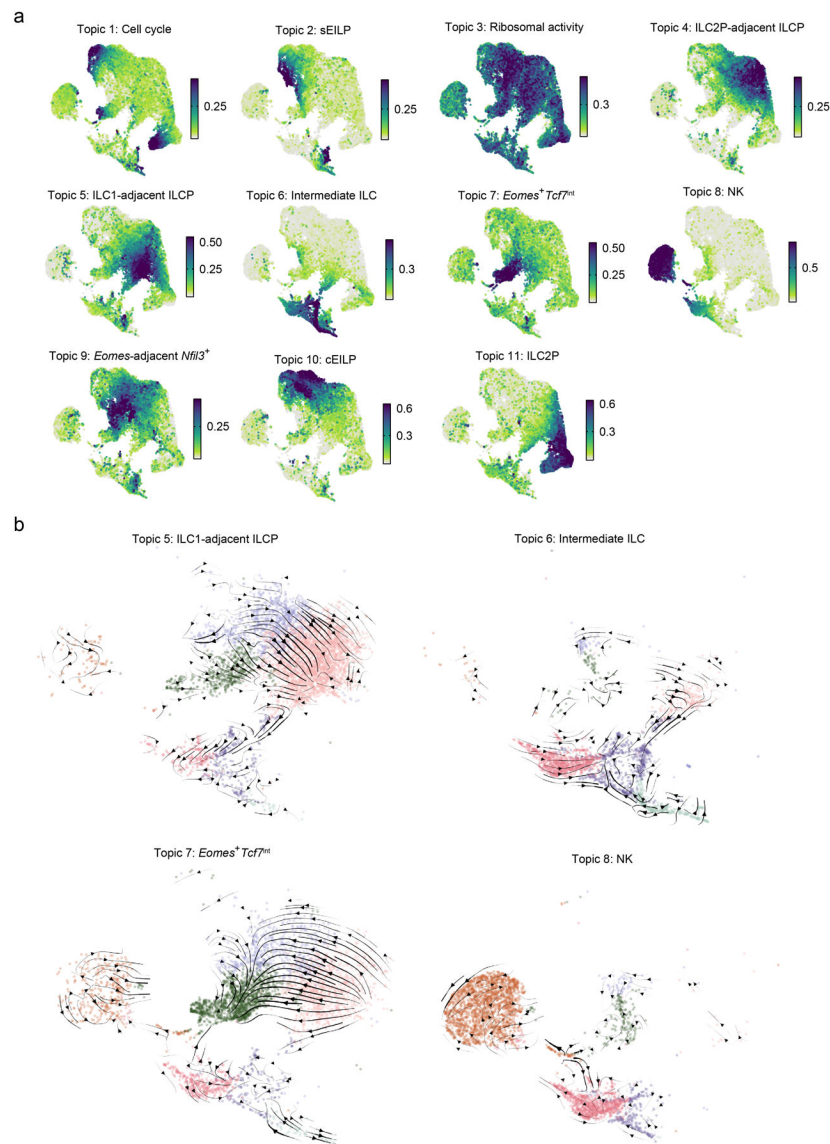 a
Topic 1: Cell cycle
Topic 2: sEILP
Topic 3: Ribosomal activity
Topic 4: ILC2P-adjacent ILCP
0.25
0.25
0.3
0.25
Topic 5: ILC1-adjacent ILCP
Topic 6: Intermediate ILC
Topic 7: Eomes⁺Tcf7ⁱⁿᵗ
Topic 8: NK
0.50
0.25
0.3
0.50
0.25
0.5
Topic 9: Eomes-adjacent Nfil3⁺
Topic 10: cEILP
Topic 11: ILC2P
0.25
0.6
0.3
0.6
0.3
b
Topic 5: ILC1-adjacent ILCP
Topic 6: Intermediate ILC
Topic 7: Eomes⁺Tcf7ⁱⁿᵗ
Topic 8: NK